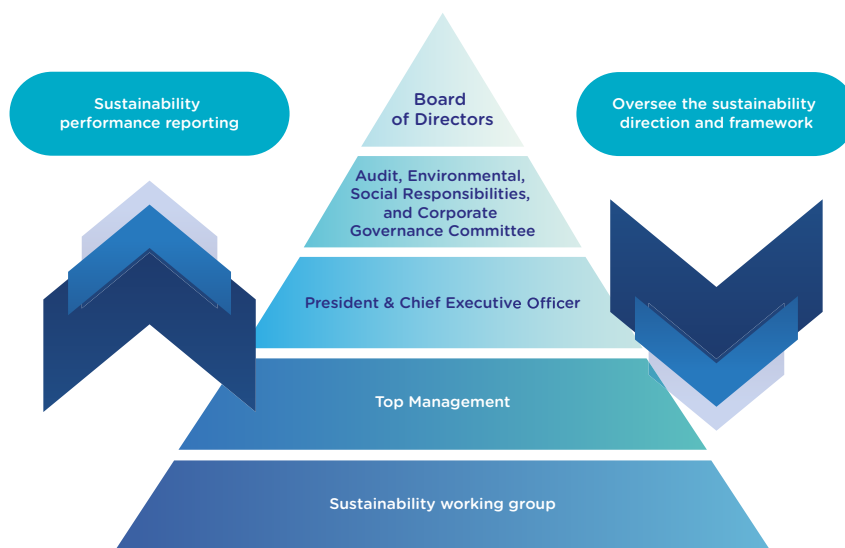 Sustainability
performance reporting
Board
of Directors
Oversee the sustainability
direction and framework
Audit, Environmental,
Social Responsibilities,
and Corporate
Governance Committee
President & Chief Executive Officer
Top Management
Sustainability working group